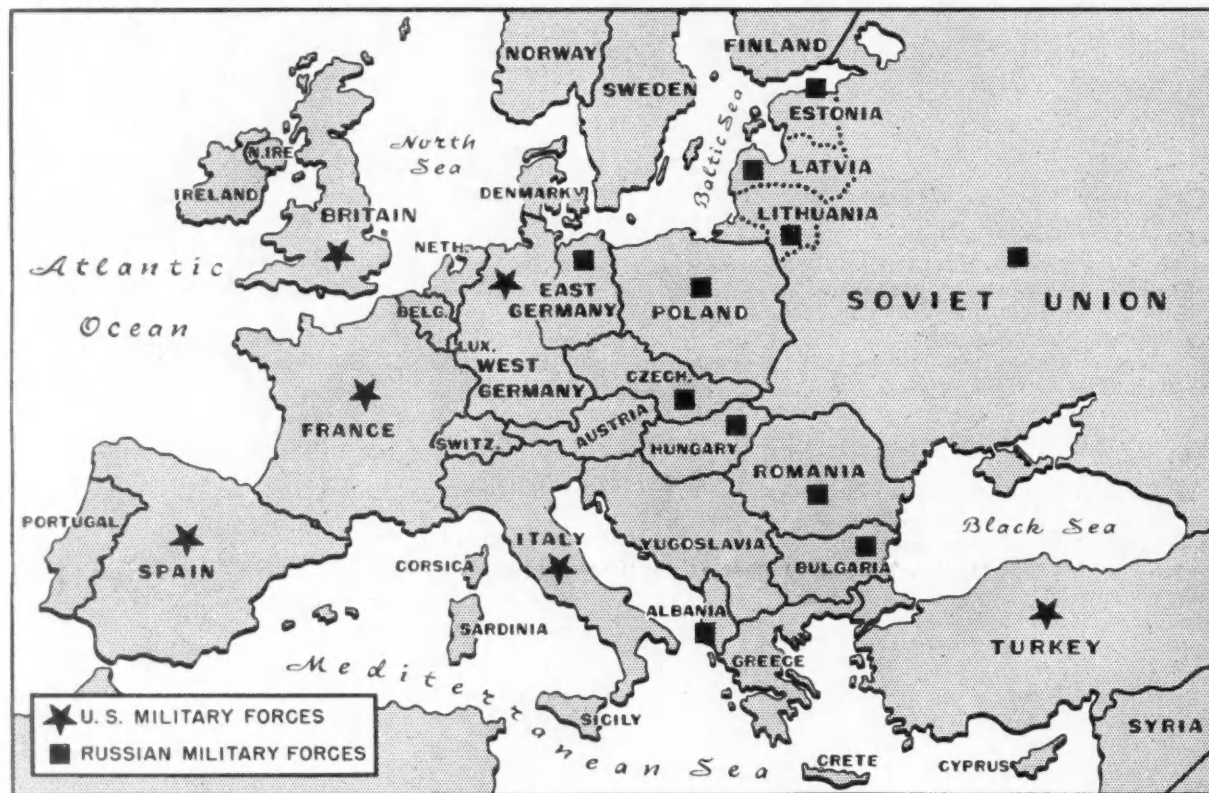 NORWAY
SWEDEN
FINLAND
ESTONIA
LATVIA
LITHUANIA
Baltic Sea
North
Sea
N.IRE.
IRELAND
BRITAIN
DENMARK
NETH.
Atlantic
Ocean
BELG.
LUX.
EAST
GERMANY
WEST
GERMANY
POLAND
SOVIET UNION
CZECH.
FRANCE
SWITZ.
AUSTRIA
HUNGARY
ROMANIA
Black Sea
PORTUGAL
SPAIN
CORSICA
ITALY
YUGOSLAVIA
BULGARIA
SARDINIA
ALBANIA
GREECE
TURKEY
Mediterranean Sea
SICILY
CRETE
CYPRUS
SYRIA
U.S. MILITARY FORCES
RUSSIAN MILITARY FORCES